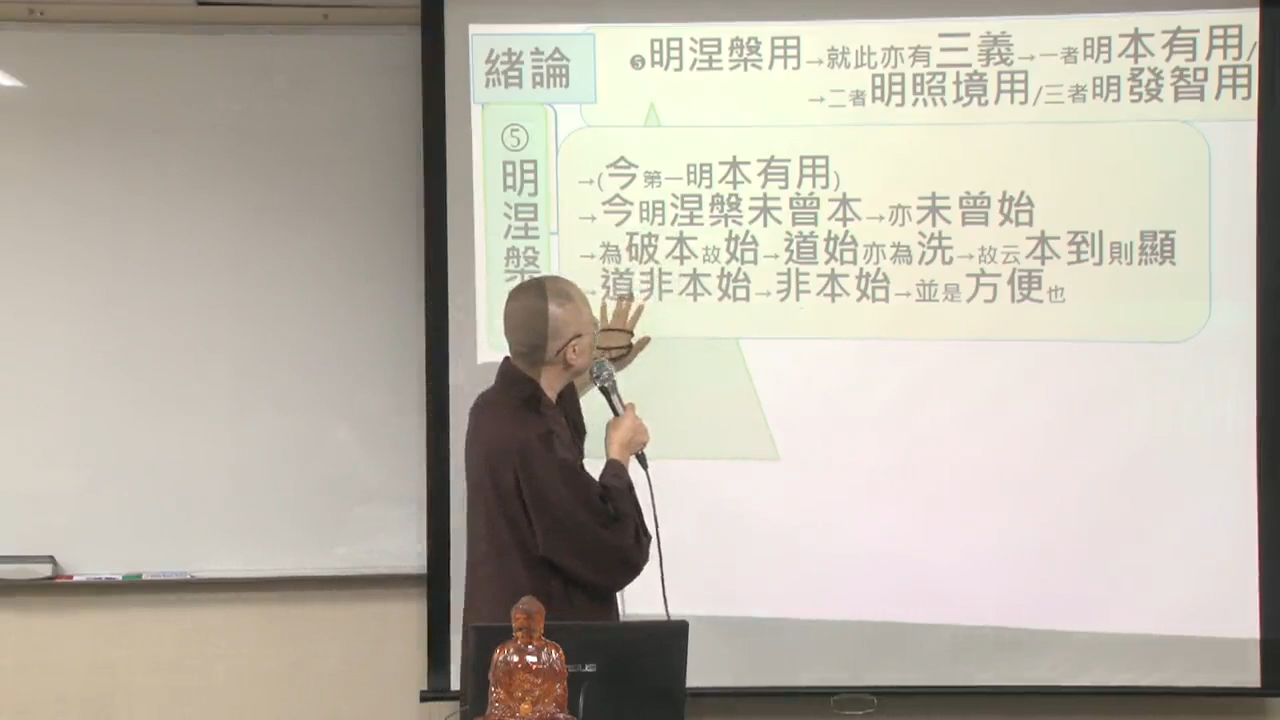 緒論
❺明涅槃用→就此亦有三義→一者明本有用/
→二者明照境用/三者明發智用
⑤
明
涅
槃
→(今第一明本有用)
→今明涅槃未曾本→亦未曾始
→為破本故始→道始亦為洗→故云本到則顯
→道非本始→非本始→並是方便也